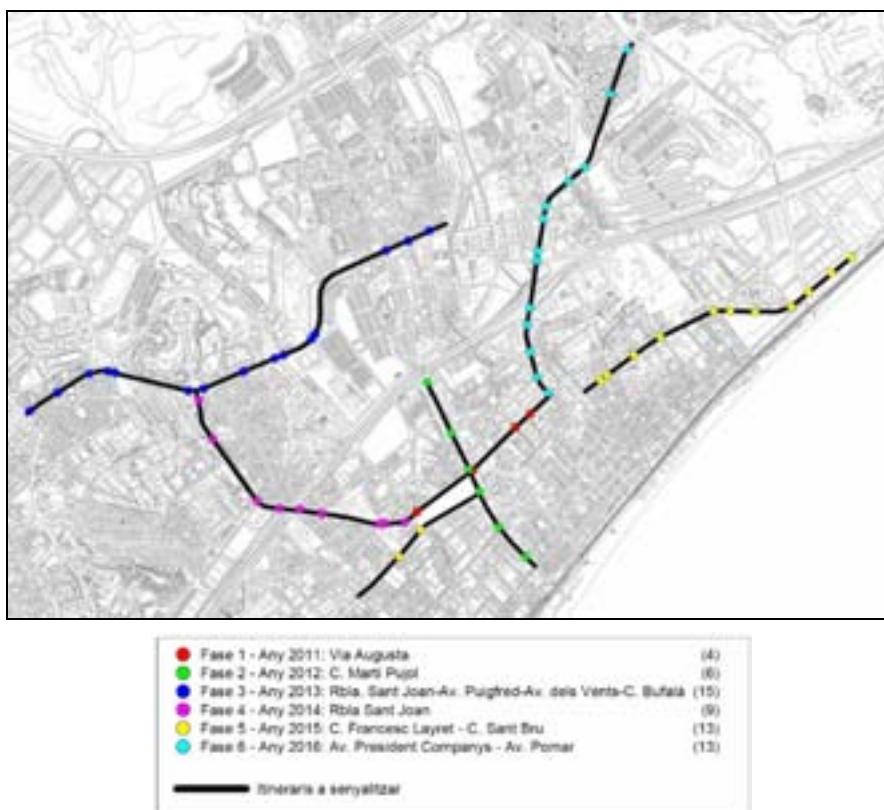 Fase 1 - Any 2011: Via Augusta (4)
Fase 2 - Any 2012: C. Martí Pujol (6)
Fase 3 - Any 2013: Rbla. Sant Joan-Av. Puigfred-Av. dels Vents-C. Bufalà (15)
Fase 4 - Any 2014: Rbla Sant Joan (9)
Fase 5 - Any 2015: C. Francesc Layret - C. Sant Bru (13)
Fase 6 - Any 2016: Av. President Companys - Av. Pomar (13)
Itineraris a senyalitzar